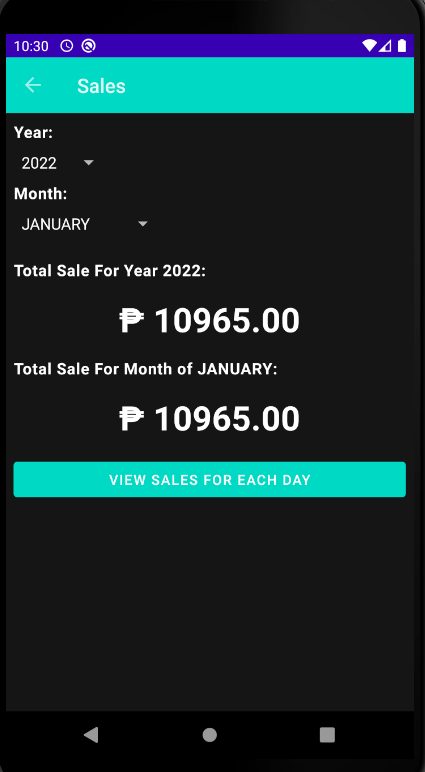 10:30
Sales
Year:
2022
Month:
JANUARY
Total Sale For Year 2022:
₱ 10965.00
Total Sale For Month of JANUARY:
₱ 10965.00
VIEW SALES FOR EACH DAY